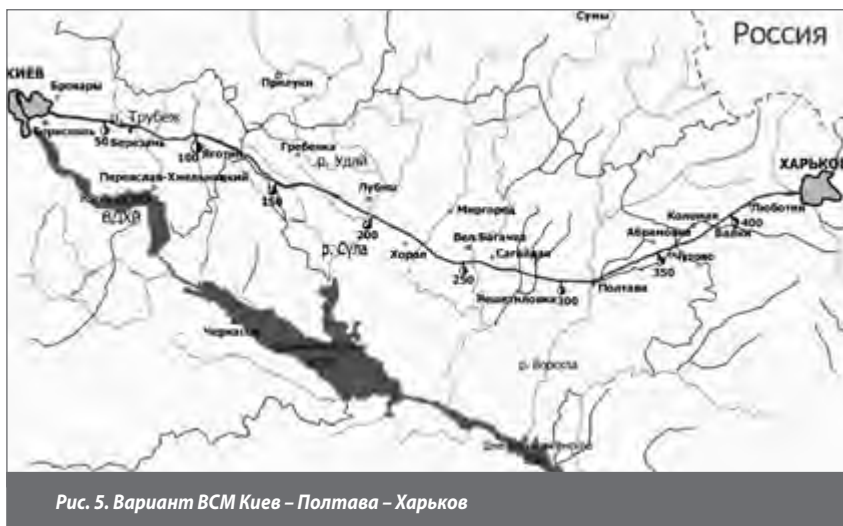 Сумы
Россия
КИЕВ
Бровары
Прилуки
р. Трубеж
Борисполь
50
Березань
100
Яготин
Гребенка
р. Удай
ХАРЬКОВ
Переяслав-Хмельницкий
150
Лубны
Миргород
Коломак
Люботин
400
Валки
ВДХВ
200
р. Сула
Хорол
Вел.Багачка
Абрамовка
Чутово
350
Сагайдак
250
Решетиловка
300
Полтава
Черкассы
р. Ворскла
Рис. 5. Вариант ВСМ Киев – Полтава – Харьков